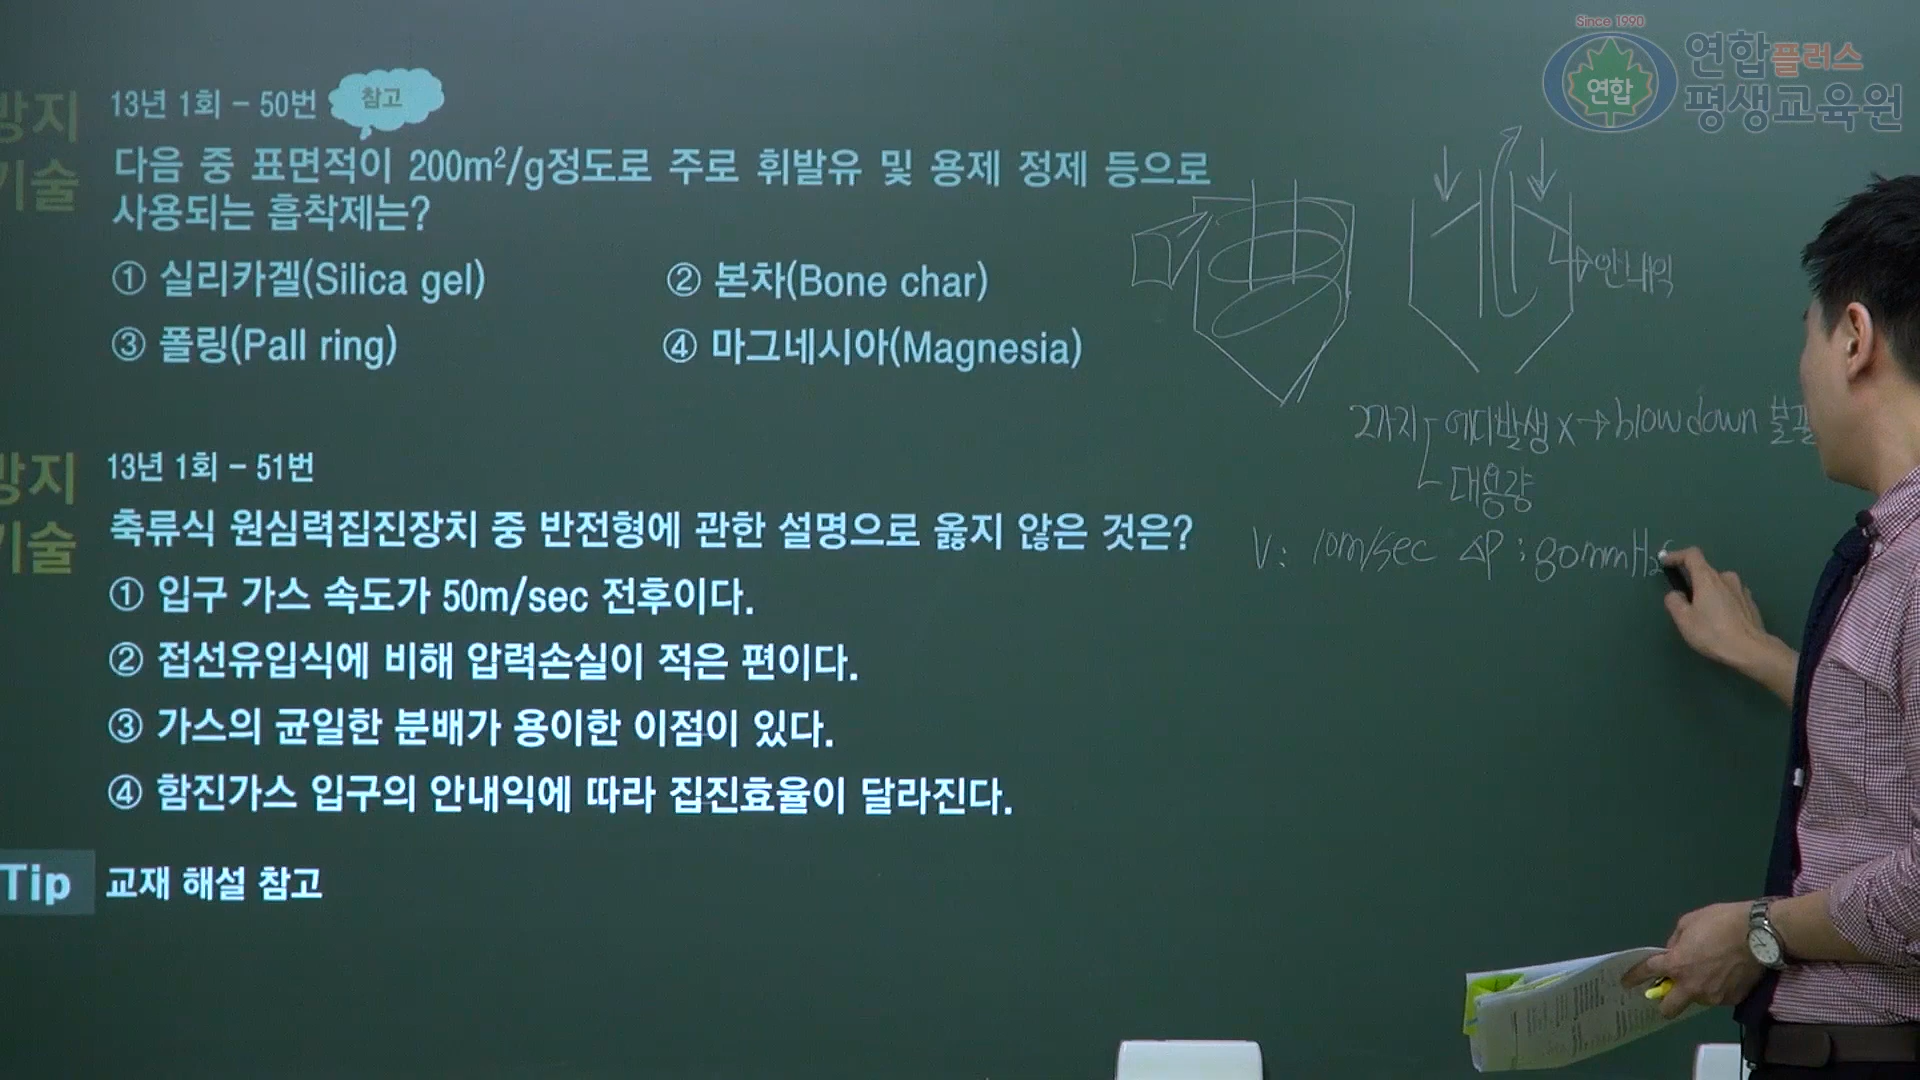 Since 1990
연합플러스
연합
평생교육원
방지
기술
13년 1회 – 50번
참고
다음 중 표면적이 200m²/g정도로 주로 휘발유 및 용제 정제 등으로
사용되는 흡착제는?
① 실리카겔(Silica gel)
② 본차(Bone char)
③ 폴링(Pall ring)
④ 마그네시아(Magnesia)
방지
기술
13년 1회 – 51번
축류식 원심력집진장치 중 반전형에 관한 설명으로 옳지 않은 것은?
① 입구 가스 속도가 50m/sec 전후이다.
② 접선유입식에 비해 압력손실이 적은 편이다.
③ 가스의 균일한 분배가 용이한 이점이 있다.
④ 함진가스 입구의 안내익에 따라 집진효율이 달라진다.
Tip
교재 해설 참고
안내익
2가지 에디발생 x → blow down 불필
대용량
V : 10m/sec ΔP : 80mmH2